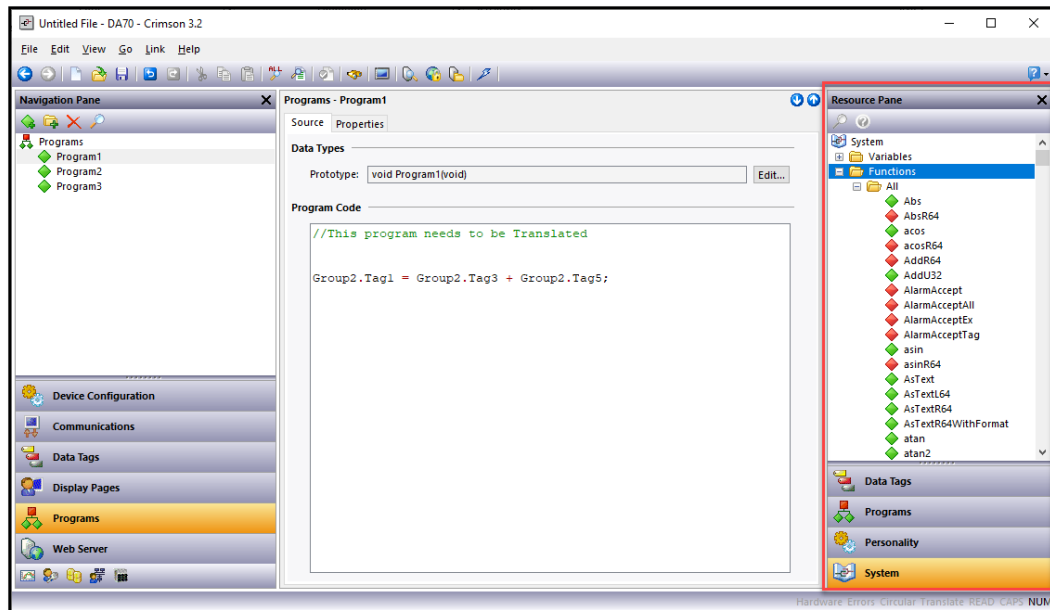 Untitled File - DA70 - Crimson 3.2
File Edit View Go Link Help
Navigation Pane
Programs
Program1
Program2
Program3
Device Configuration
Communications
Data Tags
Display Pages
Programs
Web Server
Programs - Program1
Source Properties
Data Types
Prototype: void Program1(void) Edit...
Program Code
//This program needs to be Translated
Group2.Tag1 = Group2.Tag3 + Group2.Tag5;
Resource Pane
System
Variables
Functions
All
Abs
AbsR64
acos
acosR64
AddR64
AddU32
AlarmAccept
AlarmAcceptAll
AlarmAcceptEx
AlarmAcceptTag
asin
asinR64
AsText
AsTextL64
AsTextR64
AsTextR64WithFormat
atan
atan2
Data Tags
Programs
Personality
System
Hardware Errors Circular Translate READ CAPS NUM